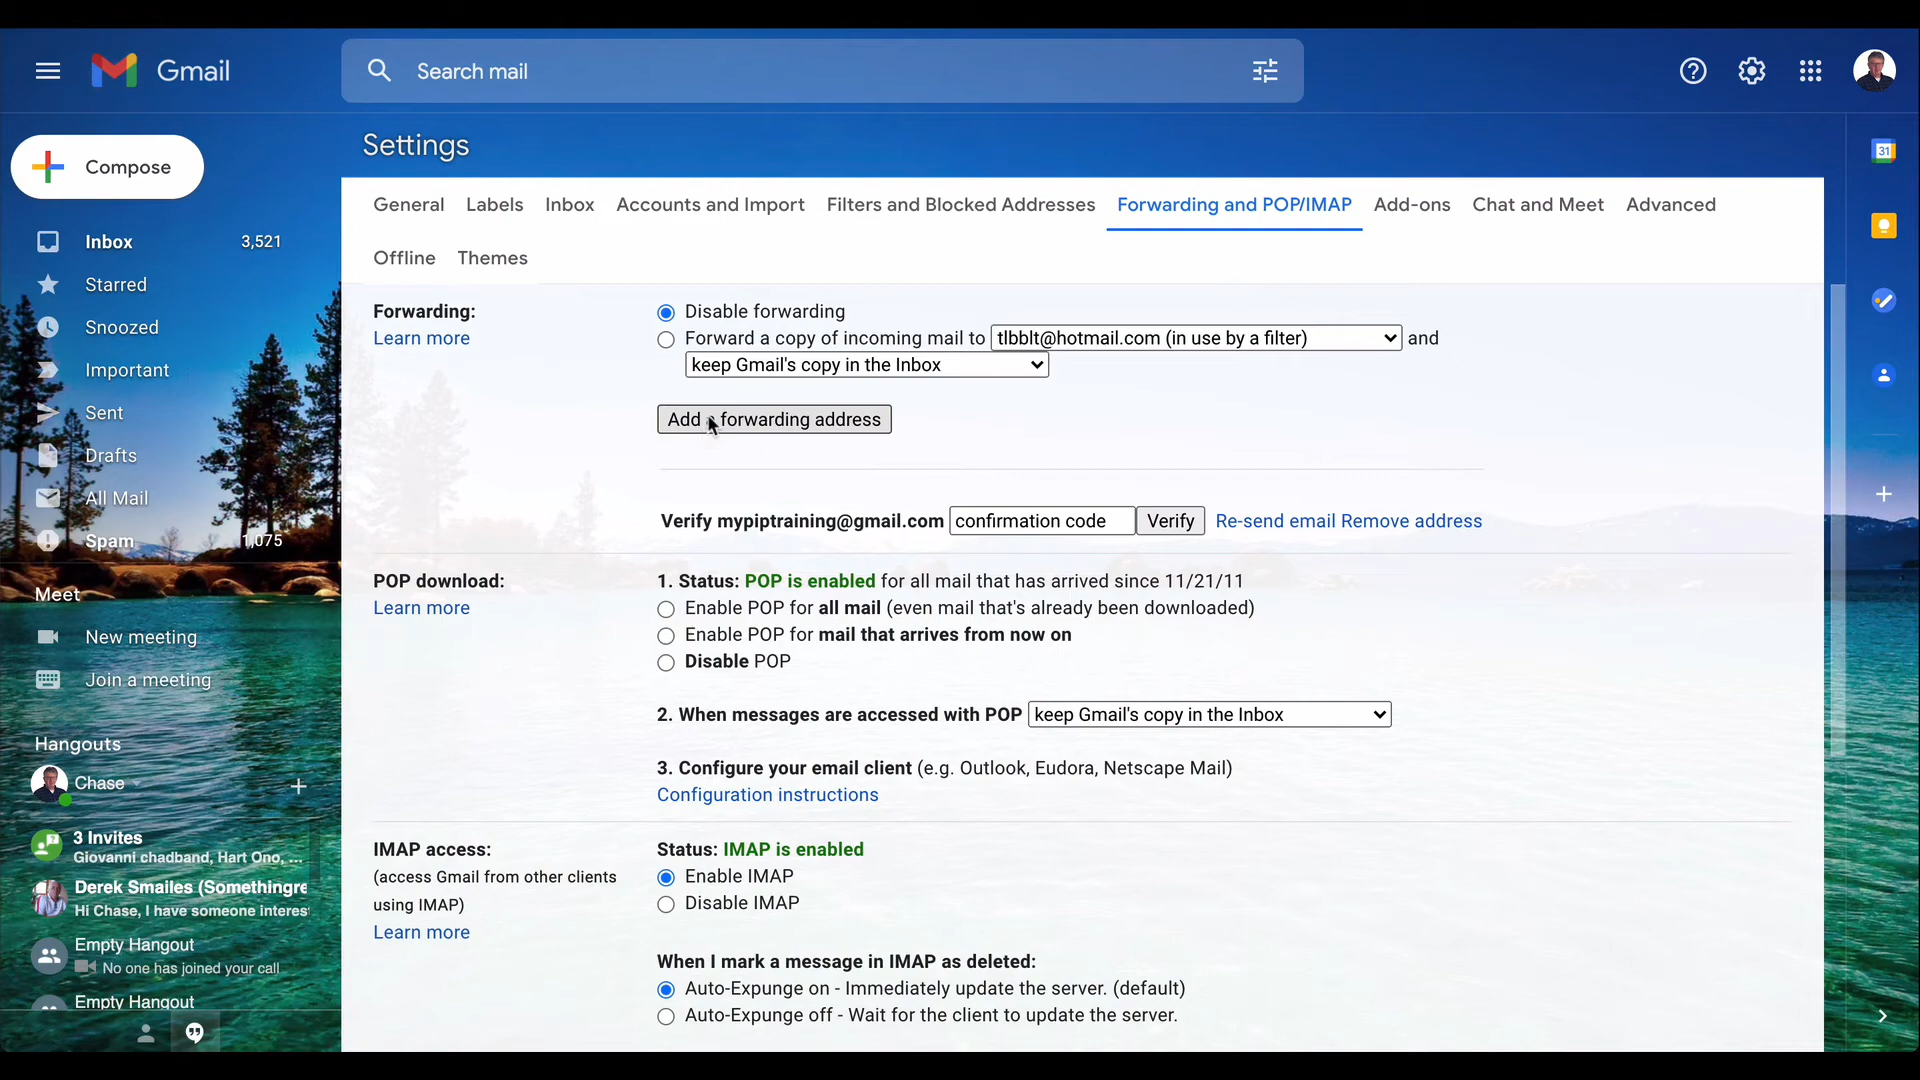 Gmail
Search mail
Compose
Inbox 3,521
Starred
Snoozed
Important
Sent
Drafts
All Mail
Spam 1,075
Meet
New meeting
Join a meeting
Hangouts
Chase
3 Invites
Giovanni chadband, Hart Ono, ...
Derek Smailes (Somethingre
Hi Chase, I have someone interes
Empty Hangout
No one has joined your call
Empty Hangout
Settings
General Labels Inbox Accounts and Import Filters and Blocked Addresses Forwarding and POP/IMAP Add-ons Chat and Meet Advanced
Offline Themes
Forwarding:
Learn more
Disable forwarding
Forward a copy of incoming mail to tlbblt@hotmail.com (in use by a filter) and
keep Gmail's copy in the Inbox
Add a forwarding address
Verify mypiptraining@gmail.com confirmation code Verify Re-send email Remove address
POP download:
Learn more
1. Status: POP is enabled for all mail that has arrived since 11/21/11
Enable POP for all mail (even mail that's already been downloaded)
Enable POP for mail that arrives from now on
Disable POP
2. When messages are accessed with POP keep Gmail's copy in the Inbox
3. Configure your email client (e.g. Outlook, Eudora, Netscape Mail)
Configuration instructions
IMAP access:
(access Gmail from other clients
using IMAP)
Learn more
Status: IMAP is enabled
Enable IMAP
Disable IMAP
When I mark a message in IMAP as deleted:
Auto-Expunge on - Immediately update the server. (default)
Auto-Expunge off - Wait for the client to update the server.
31